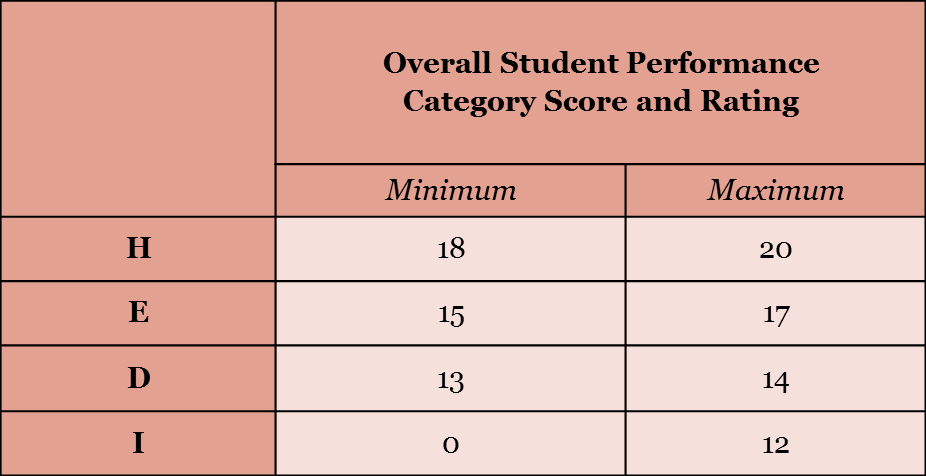 Overall Student Performance
Category Score and Rating
Minimum Maximum
H 18 20
E 15 17
D 13 14
I 0 12